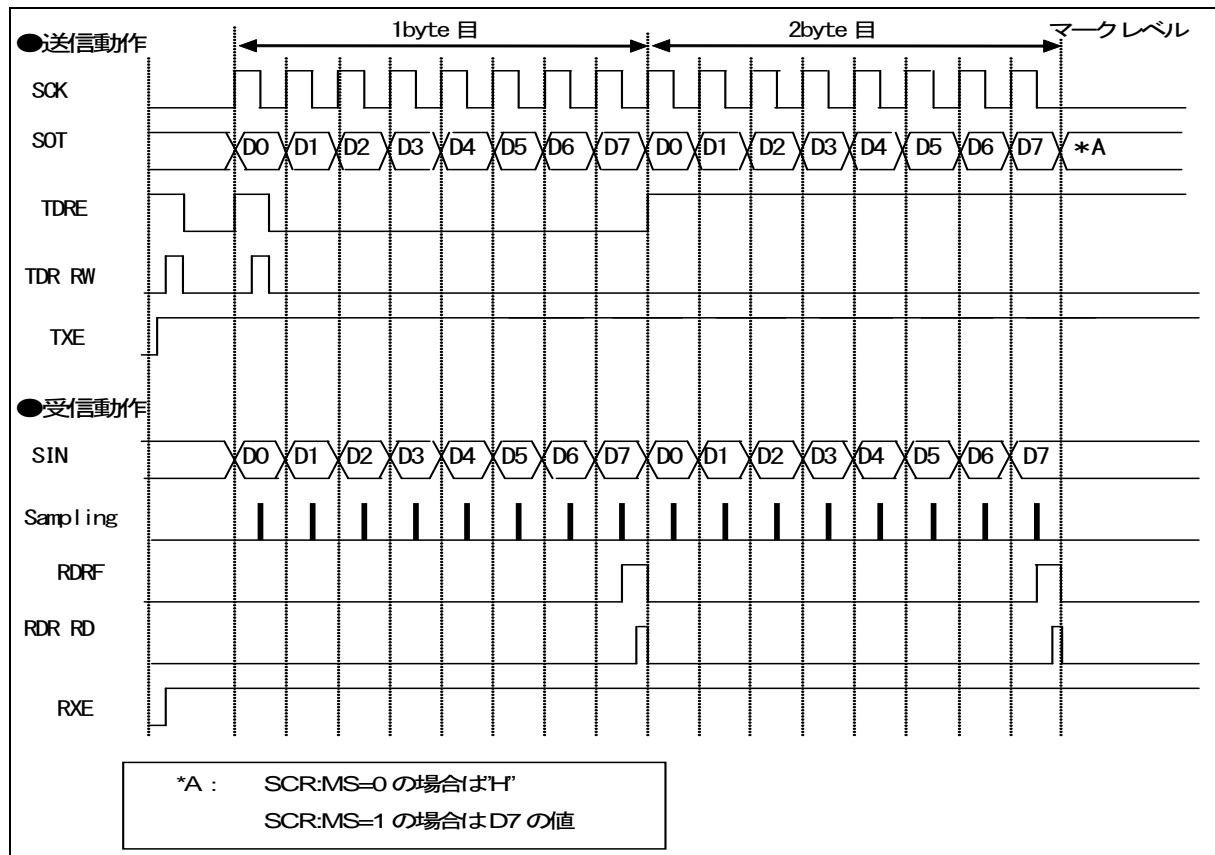 1byte 目 2byte 目 マークレベル
●送信動作
SCK
SOT D0 D1 D2 D3 D4 D5 D6 D7 D0 D1 D2 D3 D4 D5 D6 D7 *A
TDRE
TDR RW
TXE
●受信動作
SIN D0 D1 D2 D3 D4 D5 D6 D7 D0 D1 D2 D3 D4 D5 D6 D7
Sampling
RDRF
RDR RD
RXE
*A : SCR:MS=0 の場合は"H"
SCR:MS=1 の場合は D7 の値